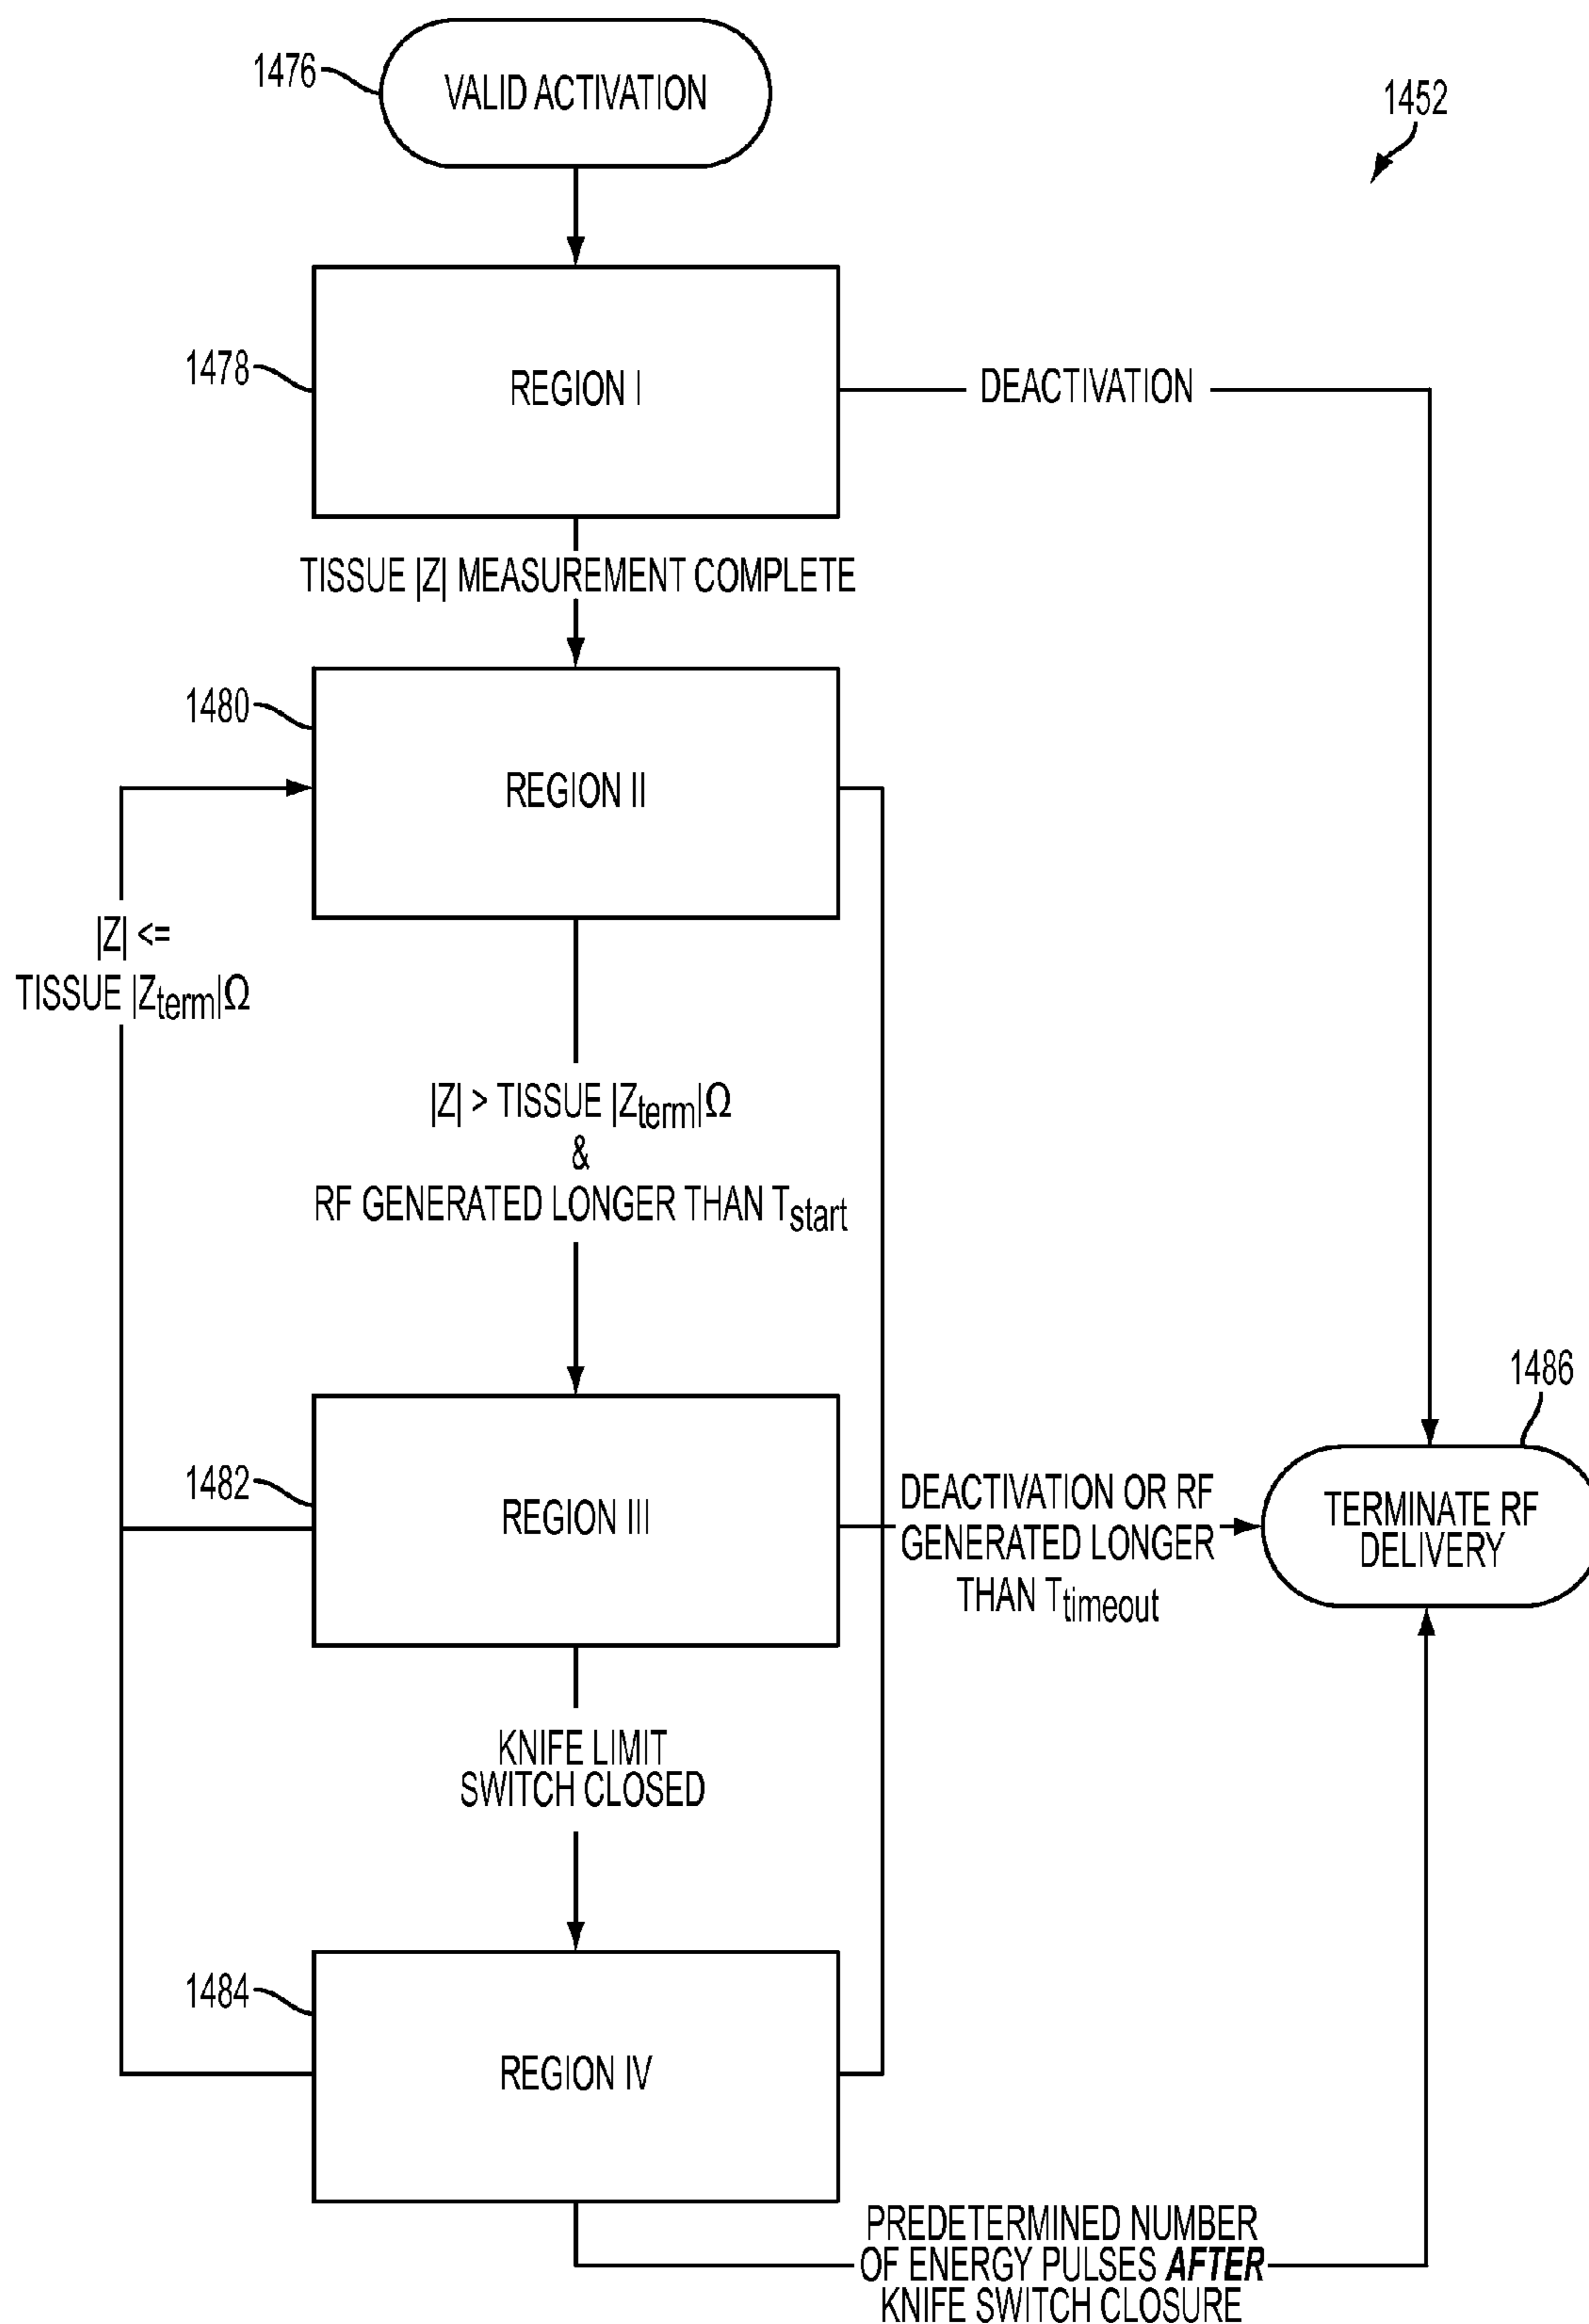 1476
VALID ACTIVATION
1452
1478
REGION I
DEACTIVATION
TISSUE |Z| MEASUREMENT COMPLETE
1480
REGION II
|Z| <=
TISSUE |Zterm|Ω
|Z| > TISSUE |Zterm|Ω
&
RF GENERATED LONGER THAN Tstart
1486
1482
REGION III
DEACTIVATION OR RF
GENERATED LONGER
THAN Ttimeout
TERMINATE RF
DELIVERY
KNIFE LIMIT
SWITCH CLOSED
1484
REGION IV
PREDETERMINED NUMBER
OF ENERGY PULSES AFTER
KNIFE SWITCH CLOSURE